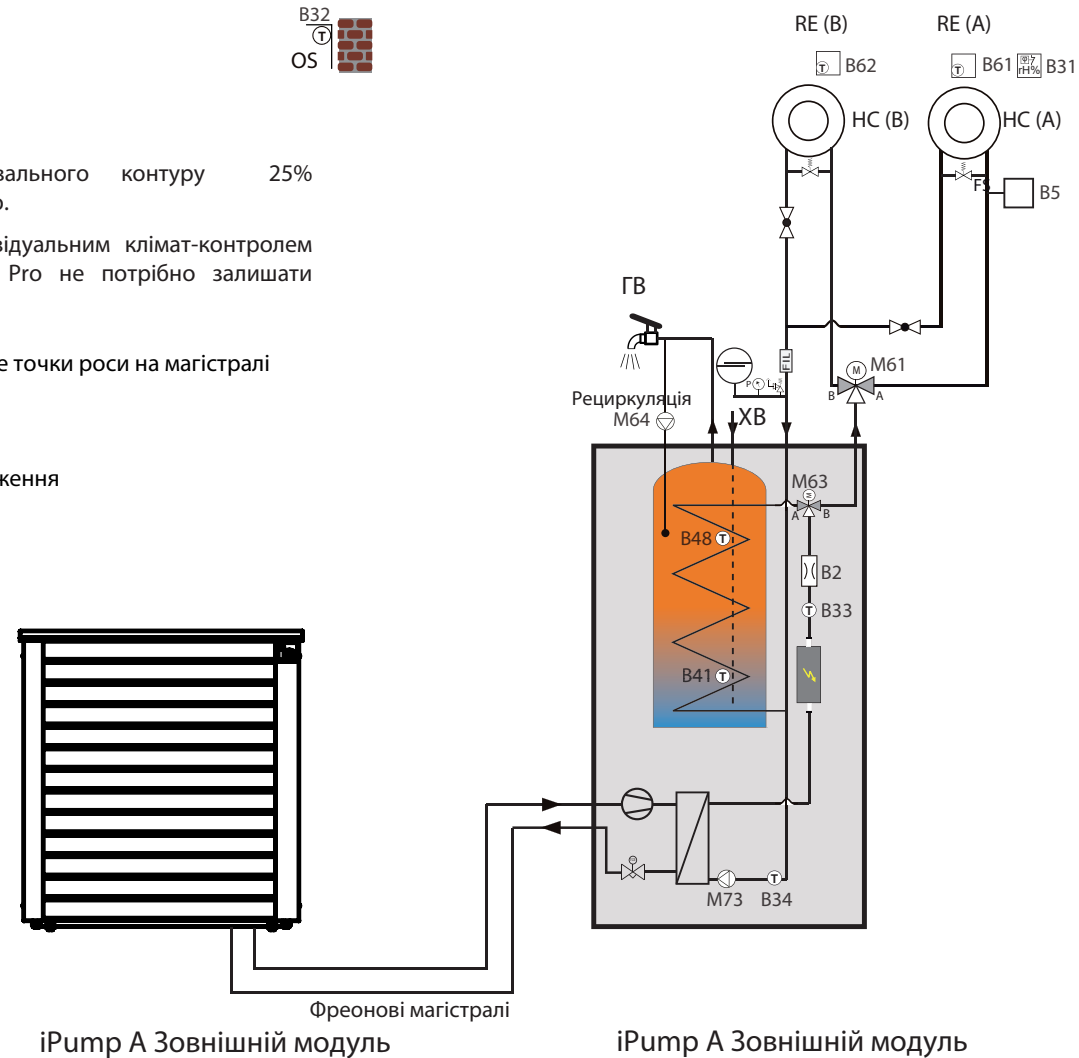 B32
T
OS
RE (B)
RE (A)
T B62
T B61 rH% B31
HC (B)
HC (A)
FS
B5
вального контуру 25%
відуальним клімат-контролем
Pro не потрібно залишати
е точки роси на магістралі
ження
ГВ
FIL
M
M61
B
A
P
Рециркуляція
M64
ХВ
M63
M
A
B
B48 T
B2
T B33
B41 T
M73
T
B34
Фреонові магістралі
iPump A Зовнішній модуль
iPump A Зовнішній модуль